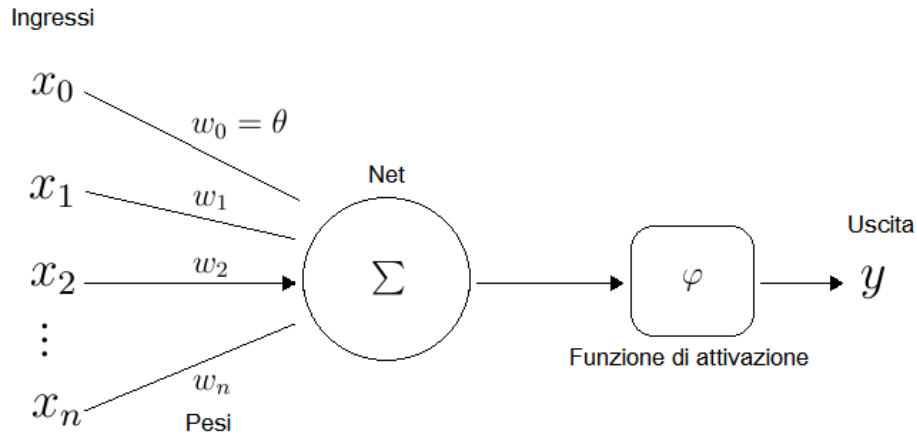 Ingressi
x₀
w₀ = θ
x₁
w₁
Net
x₂
w₂
Σ
φ
Uscita
y
⋮
Funzione di attivazione
xₙ
wₙ
Pesi